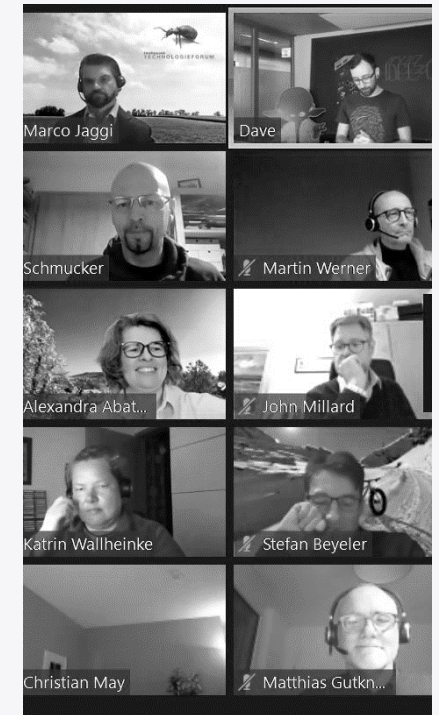 TECHNOLOGIEFORUM
Marco Jaggi
Dave
Schmucker
Martin Werner
Alexandra Abat...
John Millard
Katrin Wallheinke
Stefan Beyeler
Christian May
Matthias Gutkn...